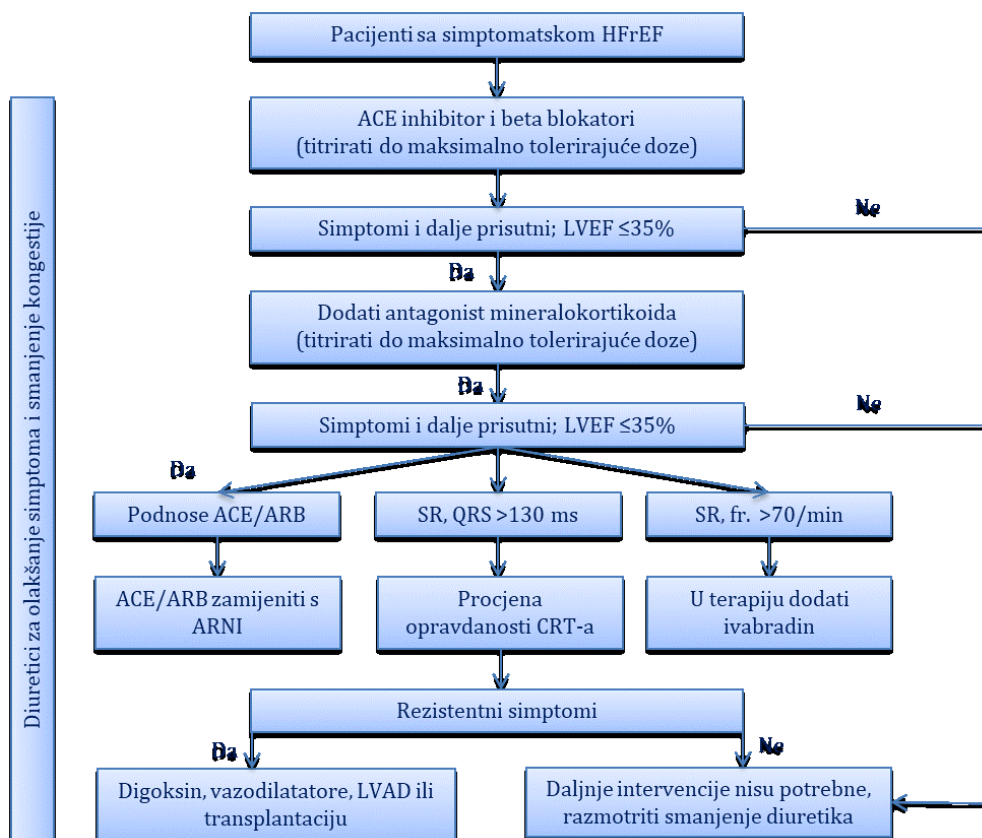 Pacijenti sa simptomatskom HFrEF
Diuretici za olakšanje simptona i smanjenje kongestije
ACE inhibitor i beta blokatori
(titrirati do maksimalno tolerirajuće doze)
Simptomi i dalje prisutni; LVEF ≤35%
Ne
Da
Dodati antagonist mineralokortikoida
(titrirati do maksimalno tolerirajuće doze)
Da
Simptomi i dalje prisutni; LVEF ≤35%
Ne
Da
Podnose ACE/ARB
SR, QRS >130 ms
SR, fr. >70/min
ACE/ARB zamijeniti s
ARNI
Procjena
opravdanosti CRT-a
U terapiju dodati
ivabradin
Rezistentni simptomi
Da
Ne
Digoksin, vazodilatatore, LVAD ili
transplantaciju
Daljnje intervencije nisu potrebne,
razmotriti smanjenje diuretika